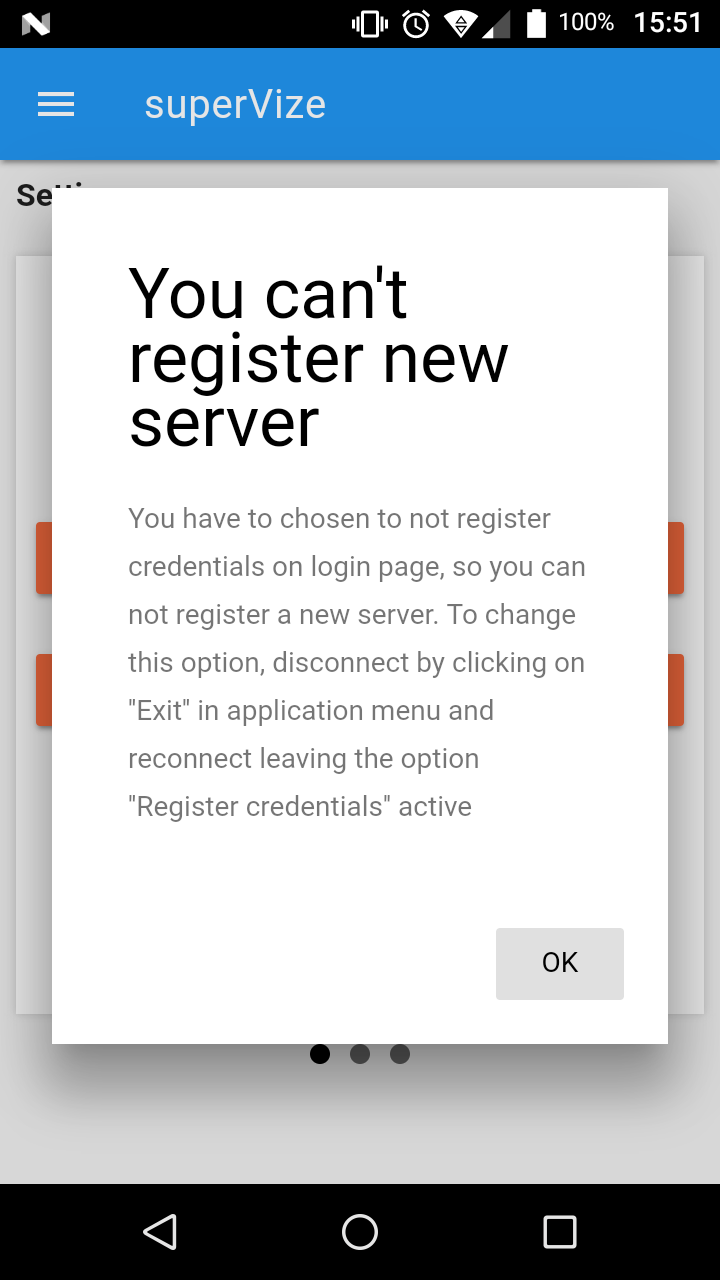 100% 15:51
superVize
You can't
register new
server
You have to chosen to not register
credentials on login page, so you can
not register a new server. To change
this option, disconnect by clicking on
"Exit" in application menu and
reconnect leaving the option
"Register credentials" active
OK